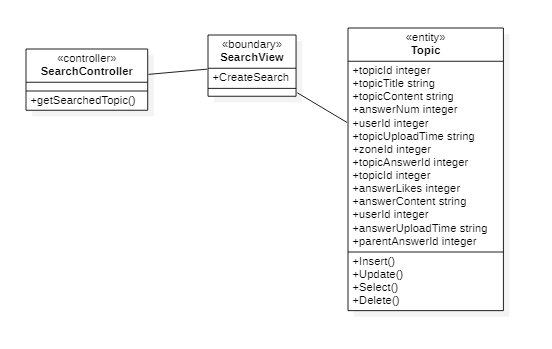 «controller»
SearchController
+getSearchedTopic()
«boundary»
SearchView
+CreateSearch
«entity»
Topic
+topicId integer
+topicTitle string
+topicContent string
+answerNum integer
+userId integer
+topicUploadTime string
+zoneId integer
+topicAnswerId integer
+topicId integer
+answerLikes integer
+answerContent string
+userId integer
+answerUploadTime string
+parentAnswerId integer
+Insert()
+Update()
+Select()
+Delete()